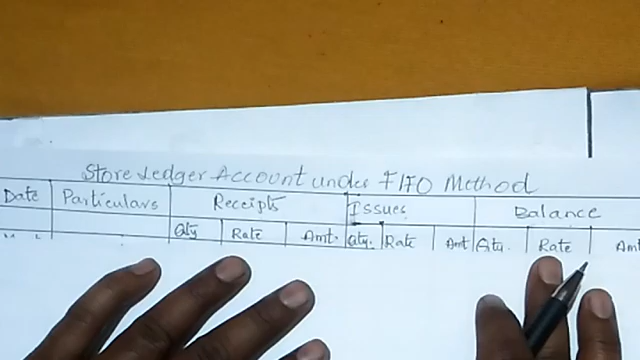 Store Ledger Account under FIFO Method
Date Particulars Receipts Issues Balance
Qty Rate Amt. Qty. Rate Amt Qty. Rate Amt